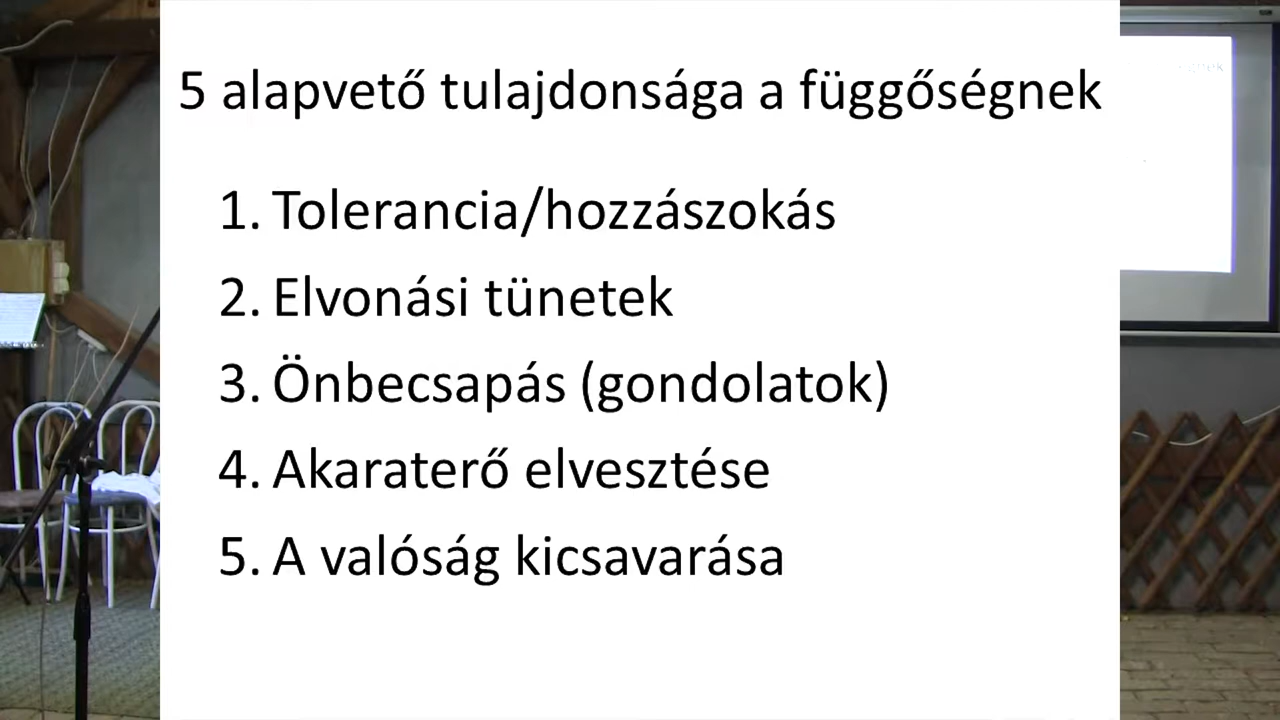 5 alapvető tulajdonsága a függőségnek
1. Tolerancia/hozzászokás
2. Elvonási tünetek
3. Önbecsapás (gondolatok)
4. Akaraterő elvesztése
5. A valóság kicsavarása